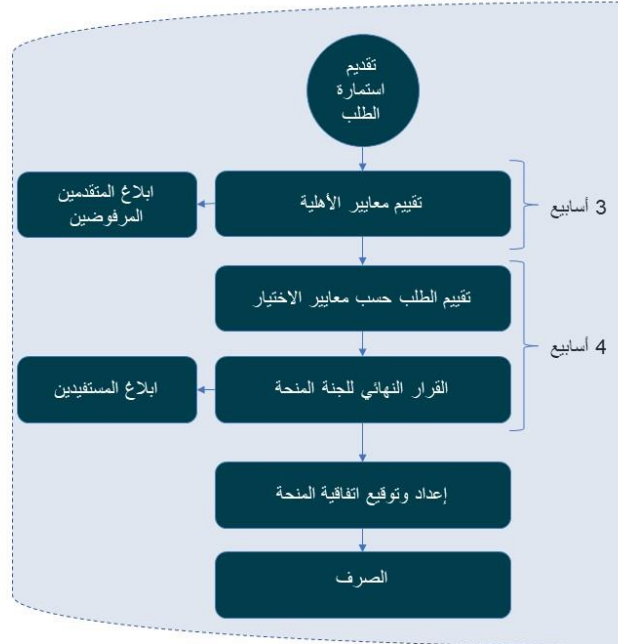 تقديم
استمارة
الطلب
تقييم معايير الأهلية
ابلاغ المتقدمين
المرفوضين
3 أسابيع
تقييم الطلب حسب معايير الاختيار
4 أسابيع
القرار النهائي للجنة المنحة
ابلاغ المستفيدين
إعداد وتوقيع اتفاقية المنحة
الصرف